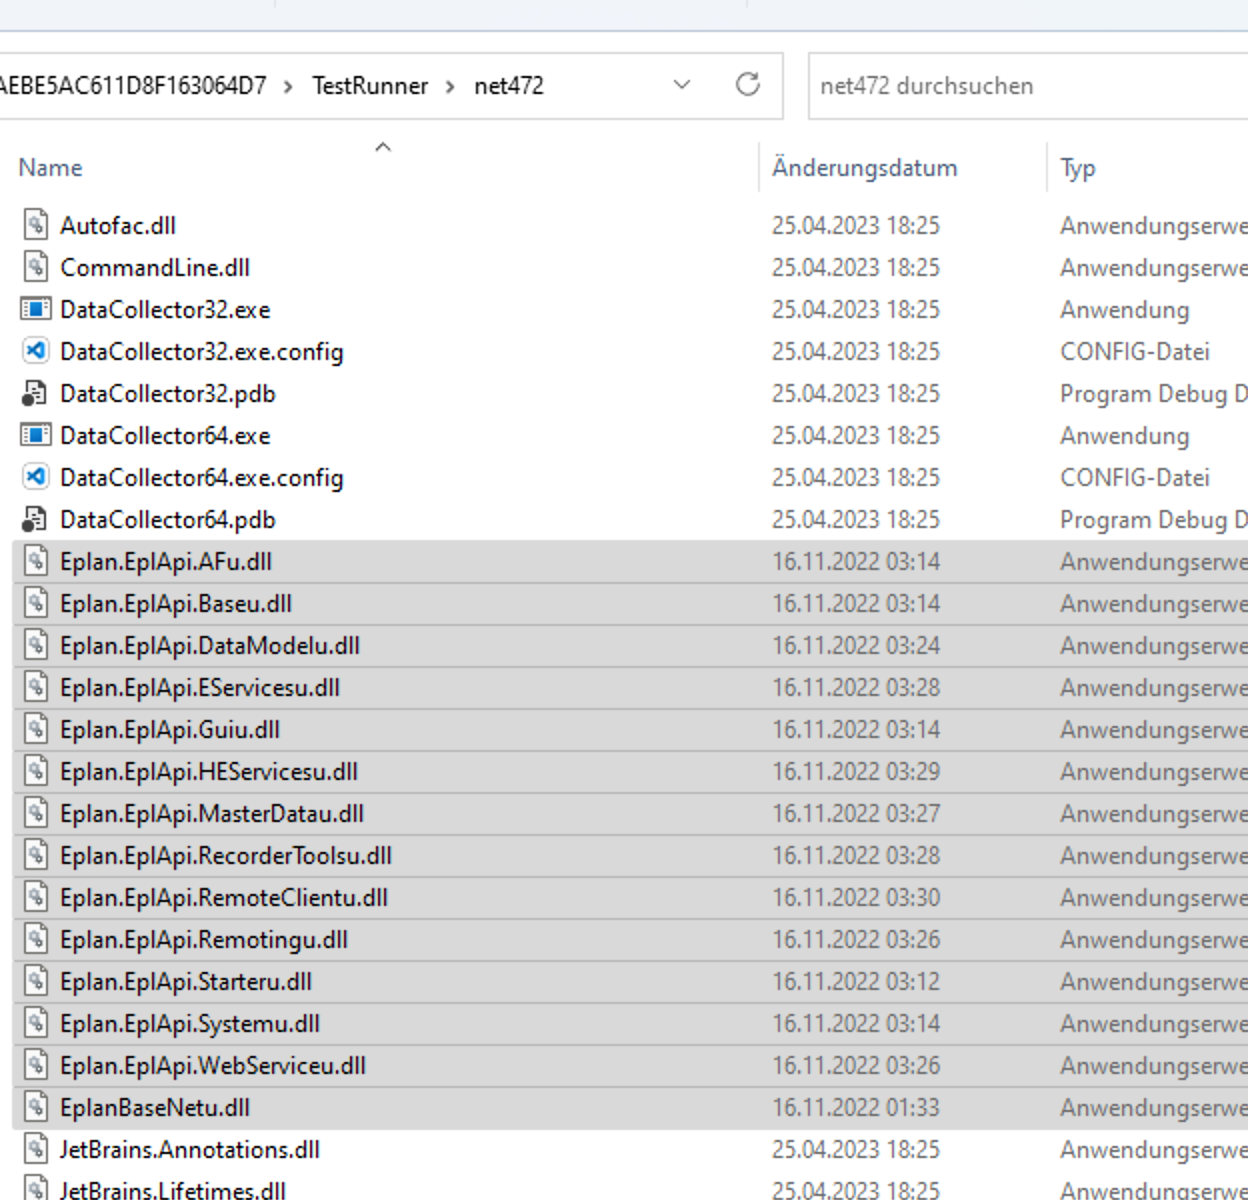 AEBE5AC611D8F163064D7 > TestRunner > net472 net472 durchsuchen
Name Änderungsdatum Typ
Autofac.dll 25.04.2023 18:25 Anwendungserwe
CommandLine.dll 25.04.2023 18:25 Anwendungserwe
DataCollector32.exe 25.04.2023 18:25 Anwendung
DataCollector32.exe.config 25.04.2023 18:25 CONFIG-Datei
DataCollector32.pdb 25.04.2023 18:25 Program Debug D
DataCollector64.exe 25.04.2023 18:25 Anwendung
DataCollector64.exe.config 25.04.2023 18:25 CONFIG-Datei
DataCollector64.pdb 25.04.2023 18:25 Program Debug D
Eplan.EplApi.AFu.dll 16.11.2022 03:14 Anwendungserwe
Eplan.EplApi.Baseu.dll 16.11.2022 03:14 Anwendungserwe
Eplan.EplApi.DataModelu.dll 16.11.2022 03:24 Anwendungserwe
Eplan.EplApi.EServicesu.dll 16.11.2022 03:28 Anwendungserwe
Eplan.EplApi.Guiu.dll 16.11.2022 03:14 Anwendungserwe
Eplan.EplApi.HEServicesu.dll 16.11.2022 03:29 Anwendungserwe
Eplan.EplApi.MasterDatau.dll 16.11.2022 03:27 Anwendungserwe
Eplan.EplApi.RecorderToolsu.dll 16.11.2022 03:28 Anwendungserwe
Eplan.EplApi.RemoteClientu.dll 16.11.2022 03:30 Anwendungserwe
Eplan.EplApi.Remotingu.dll 16.11.2022 03:26 Anwendungserwe
Eplan.EplApi.Starteru.dll 16.11.2022 03:12 Anwendungserwe
Eplan.EplApi.Systemu.dll 16.11.2022 03:14 Anwendungserwe
Eplan.EplApi.WebServiceu.dll 16.11.2022 03:26 Anwendungserwe
EplanBaseNetu.dll 16.11.2022 01:33 Anwendungserwe
JetBrains.Annotations.dll 25.04.2023 18:25 Anwendungserwe
JetBrains.Lifetimes.dll 25.04.2023 18:25 Anwendungserwe